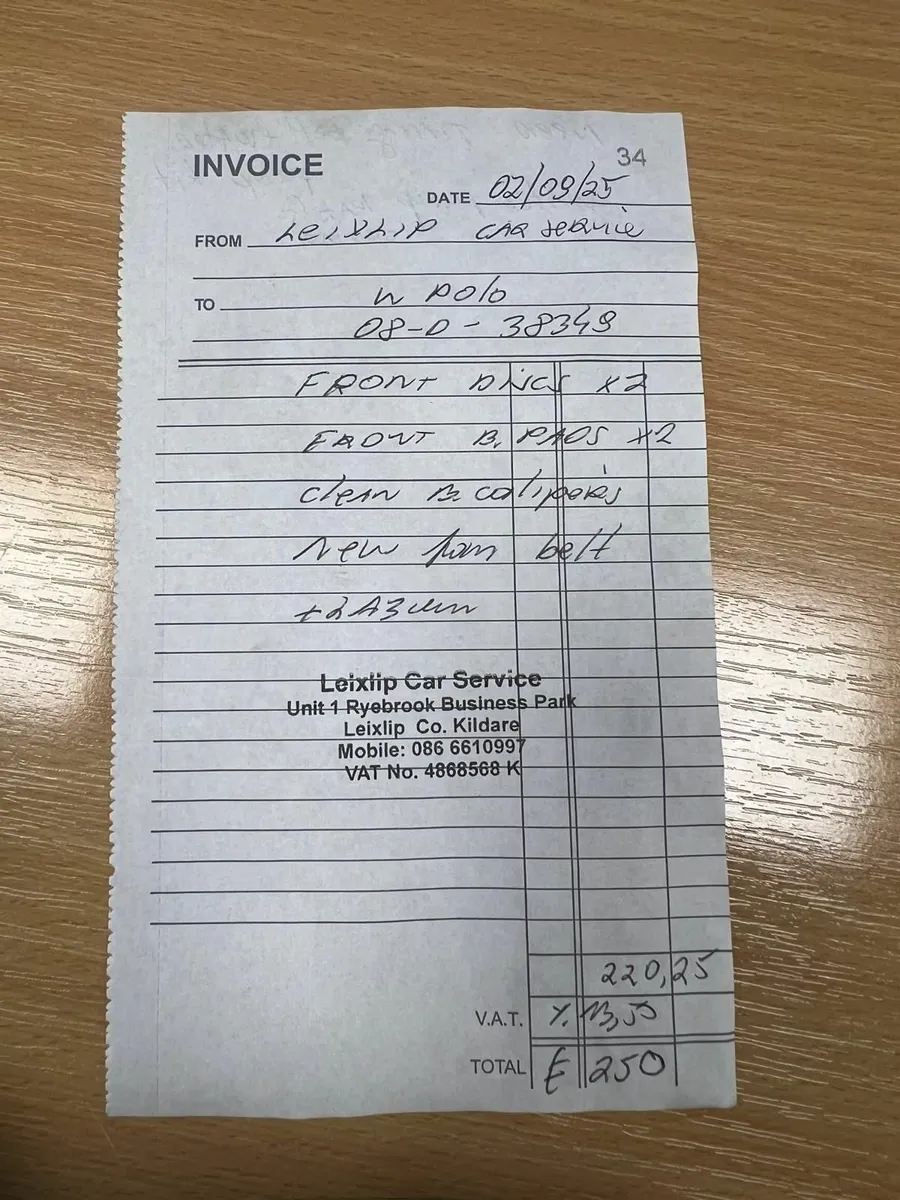 INVOICE
34
DATE 02/09/25
FROM Leixlip CAR Service
TO W Polo
08-D-38349
FRONT DISCS x2
FRONT B. PADS x2
clean B. calipers
new fan belt
Leixlip Car Service
Unit 1 Ryebrook Business Park
Leixlip Co. Kildare
Mobile: 086 6610997
VAT No. 4868568 K
220,25
V.A.T. %. 13,50
TOTAL € 250